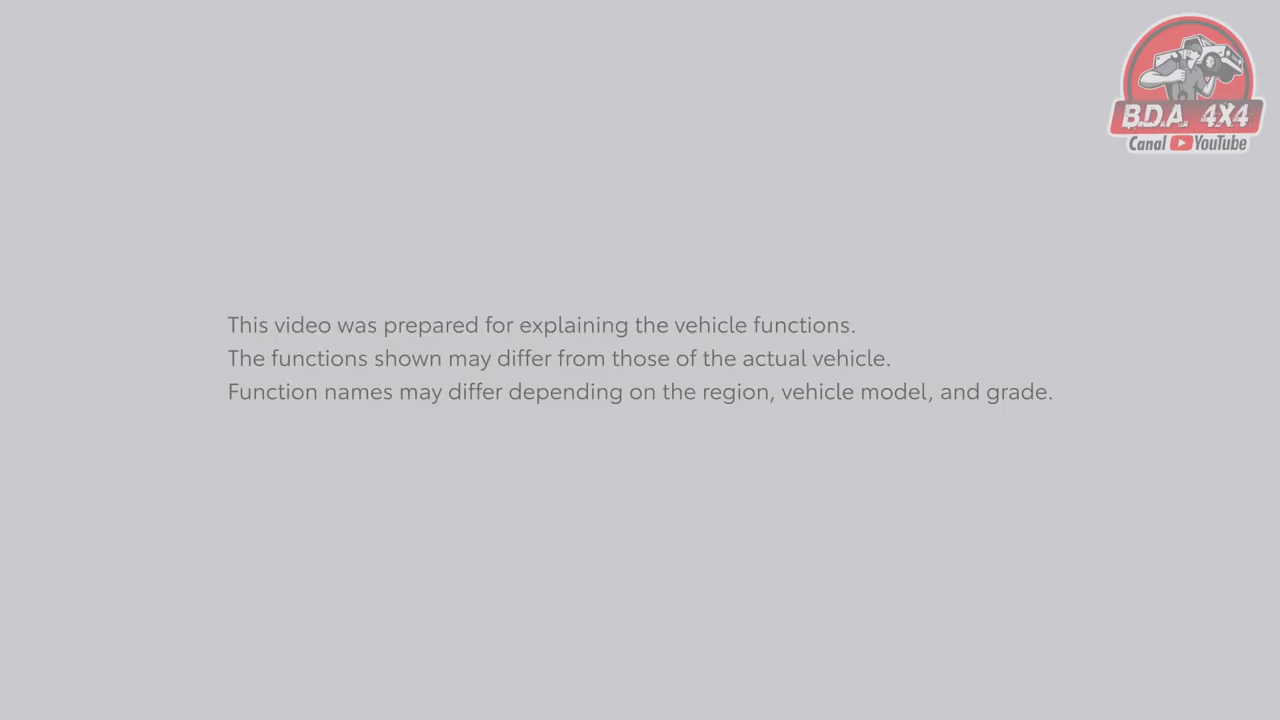 B.D.A. 4X4
Canal YouTube
This video was prepared for explaining the vehicle functions.
The functions shown may differ from those of the actual vehicle.
Function names may differ depending on the region, vehicle model, and grade.